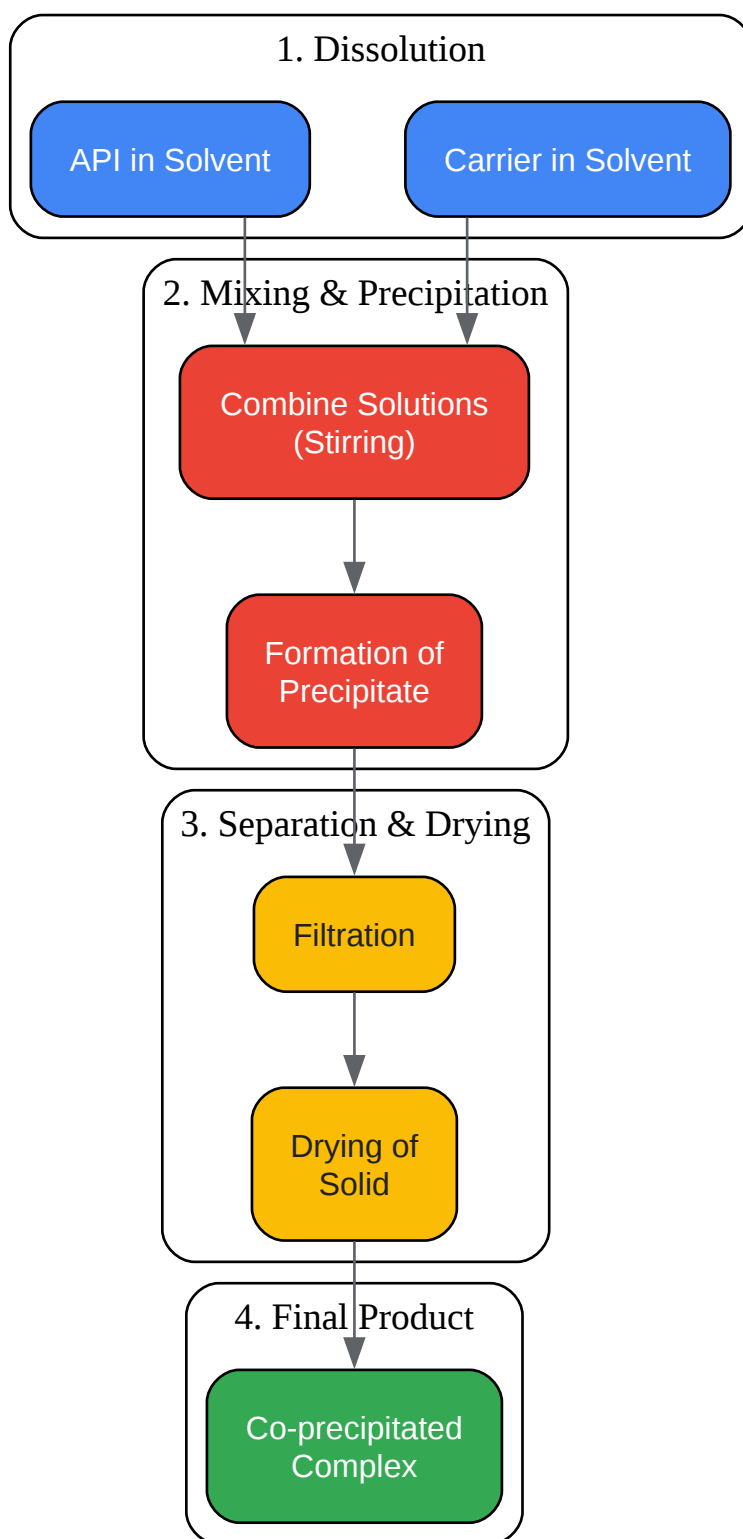 1. Dissolution
API in Solvent
Carrier in Solvent
2. Mixing & Precipitation
Combine Solutions
(Stirring)
Formation of
Precipitate
3. Separation & Drying
Filtration
Drying of
Solid
4. Final Product
Co-precipitated
Complex